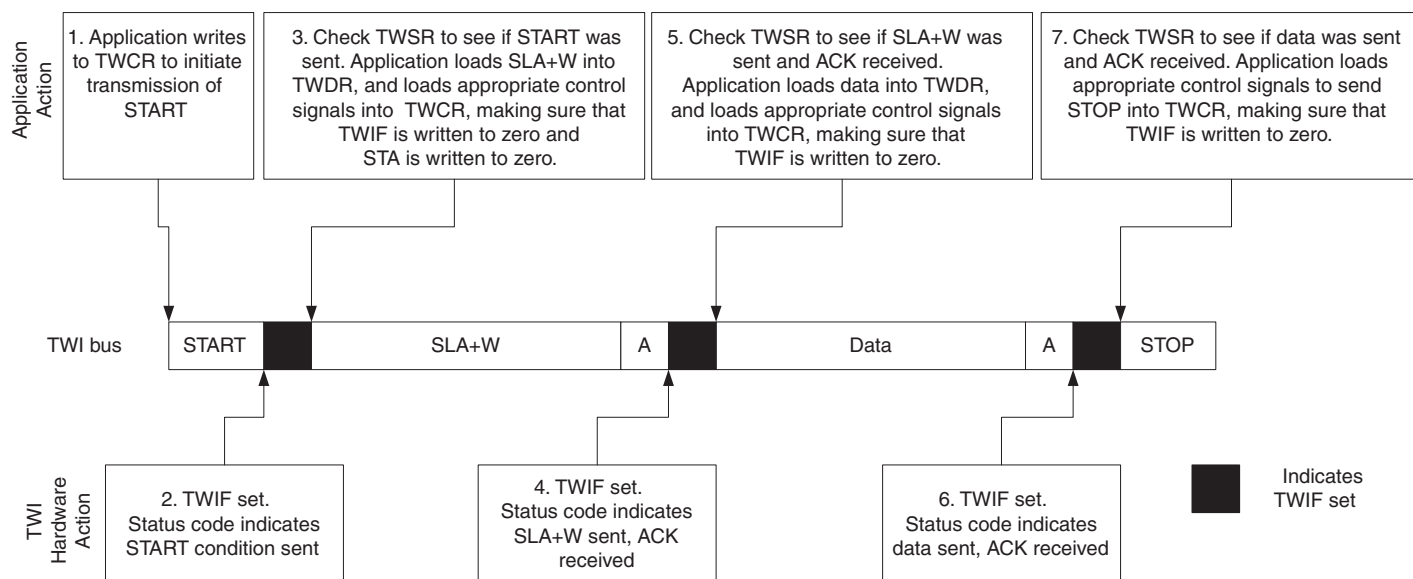 Application
Action
1. Application writes
to TWCR to initiate
transmission of
START
3. Check TWSR to see if START was
sent. Application loads SLA+W into
TWDR, and loads appropriate control
signals into TWCR, making sure that
TWIF is written to zero and
STA is written to zero.
5. Check TWSR to see if SLA+W was
sent and ACK received.
Application loads data into TWDR,
and loads appropriate control signals
into TWCR, making sure that
TWIF is written to zero.
7. Check TWSR to see if data was sent
and ACK received. Application loads
appropriate control signals to send
STOP into TWCR, making sure that
TWIF is written to zero.
TWI bus
START
SLA+W
A
Data
A
STOP
TWI
Hardware
Action
2. TWIF set.
Status code indicates
START condition sent
4. TWIF set.
Status code indicates
SLA+W sent, ACK
received
6. TWIF set.
Status code indicates
data sent, ACK received
Indicates
TWIF set